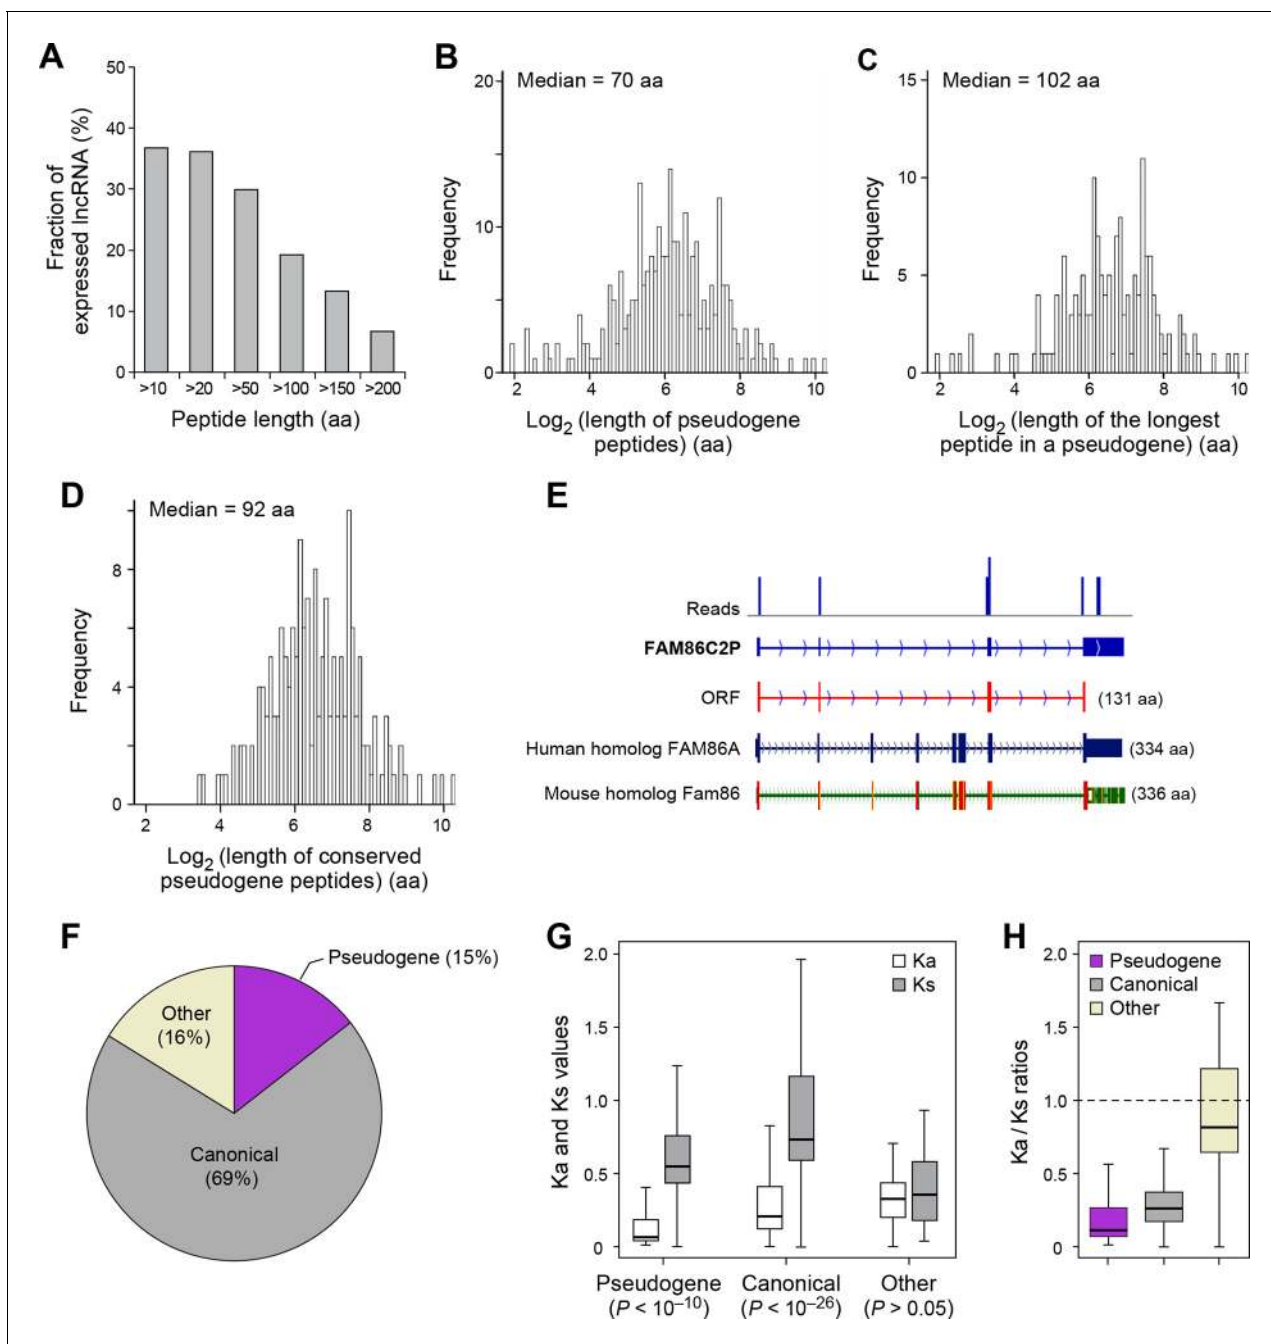 A
50
40
30
20
10
0
Fraction of
expressed lncRNA (%)
>10 >20 >50 >100 >150 >200
Peptide length (aa)
B
Median = 70 aa
20
10
0
Frequency
2 4 6 8 10
Log2 (length of pseudogene
peptides) (aa)
C
Median = 102 aa
15
10
5
0
Frequency
2 4 6 8 10
Log2 (length of the longest
peptide in a pseudogene) (aa)
D
Median = 92 aa
8
4
0
Frequency
2 4 6 8 10
Log2 (length of conserved
pseudogene peptides) (aa)
E
Reads
FAM86C2P
ORF (131 aa)
Human homolog FAM86A (334 aa)
Mouse homolog Fam86 (336 aa)
F
Pseudogene (15%)
Other
(16%)
Canonical
(69%)
G
2.0
1.5
1.0
0.5
0
Ka and Ks values
Ka
Ks
Pseudogene Canonical Other
(P < 10–10) (P < 10–26) (P > 0.05)
H
2.0
1.5
1.0
0.5
0
Ka / Ks ratios
Pseudogene
Canonical
Other